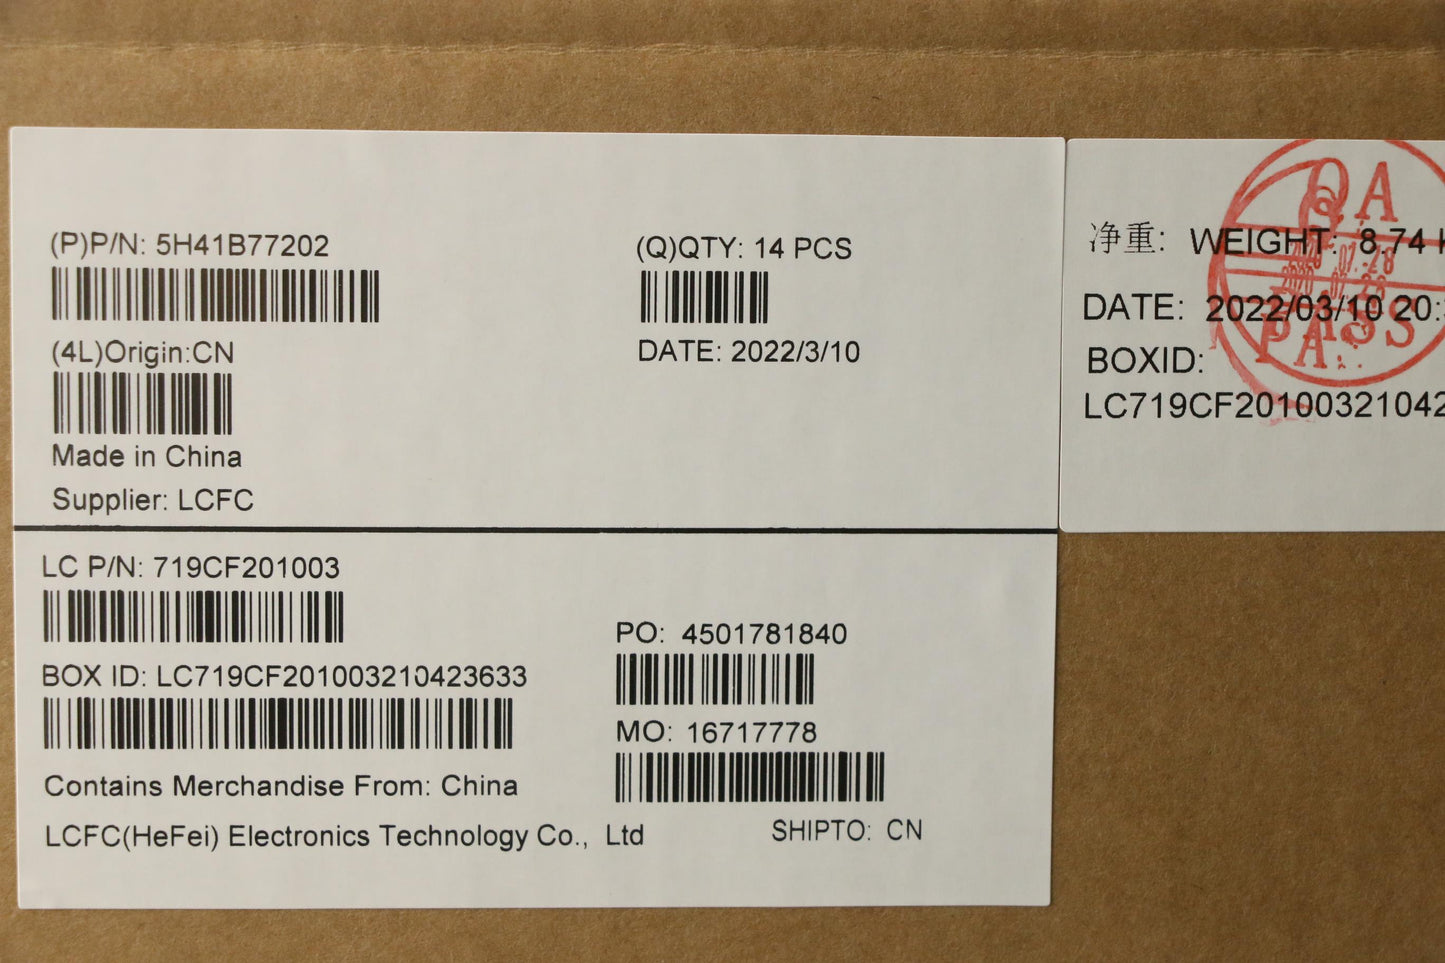 (P)P/N: 5H41B77202
(Q)QTY: 14 PCS
(4L)Origin:CN
DATE: 2022/3/10
Made in China
Supplier: LCFC
LC P/N: 719CF201003
PO: 4501781840
BOX ID: LC719CF201003210423633
MO: 16717778
Contains Merchandise From: China
LCFC(HeFei) Electronics Technology Co., Ltd
SHIPTO: CN
净重: WEIGHT: 8.74
DATE: 2022/03/10 20:
BOXID:
LC719CF20100321042
QA
PASS